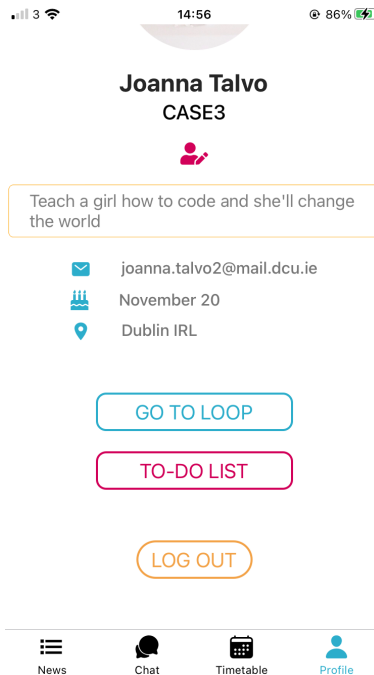 3 14:56 86%
Joanna Talvo
CASE3
Teach a girl how to code and she'll change
the world
joanna.talvo2@mail.dcu.ie
November 20
Dublin IRL
GO TO LOOP
TO-DO LIST
LOG OUT
News Chat Timetable Profile